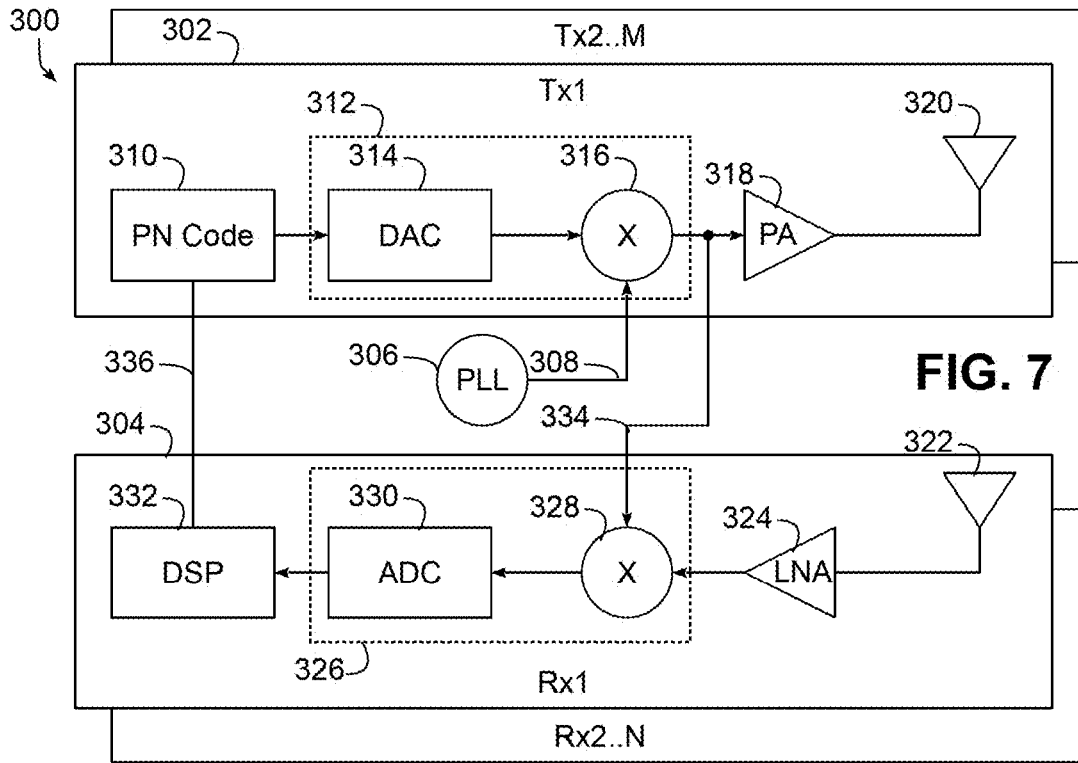 300
302
Tx2..M
Tx1
312
320
310
314
316
318
PN Code
DAC
X
PA
336
306
PLL
308
FIG. 7
304
334
322
332
330
328
324
DSP
ADC
X
LNA
326
Rx1
Rx2..N